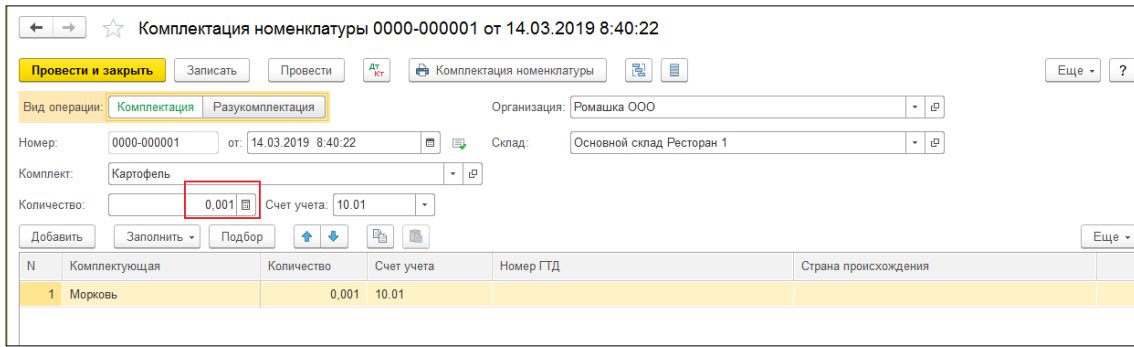 Комплектация номенклатуры 0000-000001 от 14.03.2019 8:40:22
Провести и закрыть Записать Провести Дт Кт Комплектация номенклатуры Еще ?
Вид операции: Комплектация Разукомплектация Организация: Ромашка ООО
Номер: 0000-000001 от: 14.03.2019 8:40:22 Склад: Основной склад Ресторан 1
Комплект: Картофель
Количество: 0,001 Счет учета: 10.01
Добавить Заполнить Подбор Еще
N Комплектующая Количество Счет учета Номер ГТД Страна происхождения
1 Морковь 0,001 10.01